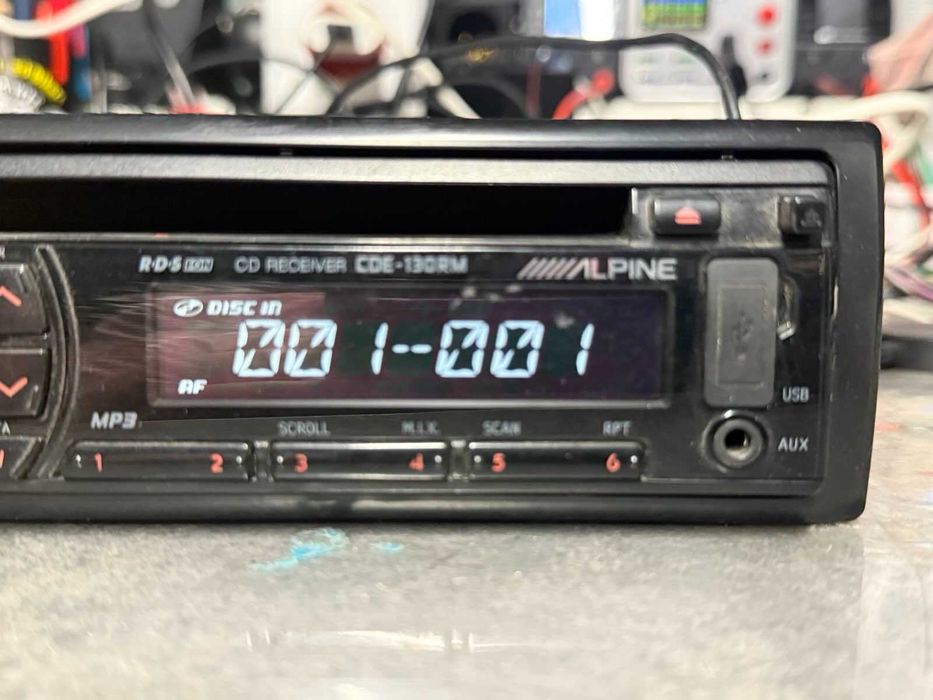 R·D·S EON CD RECEIVER CDE-130RM ALPINE
DISC IN
001--001
AF
USB
MP3 SCROLL M.I.X. SCAN RPT
AUX
1 2 3 4 5 6